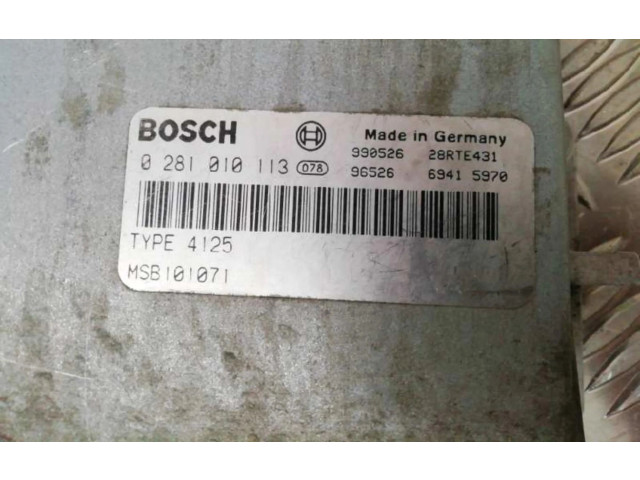 BOSCH Made in Germany
990526 28RTE431
0 281 010 113 078 96526 6941 5970
TYPE 4125
MSB101071